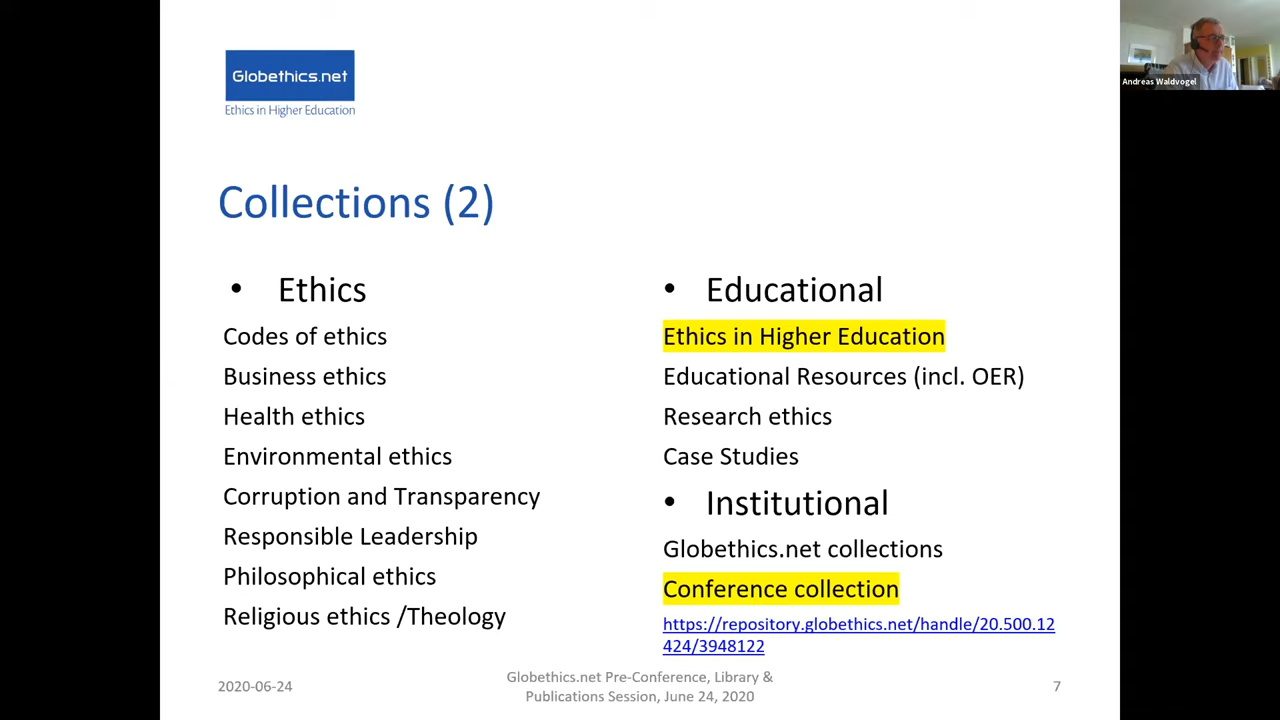 Globethics.net
Ethics in Higher Education
Andreas Waldvogel
Collections (2)
• Ethics
Codes of ethics
Business ethics
Health ethics
Environmental ethics
Corruption and Transparency
Responsible Leadership
Philosophical ethics
Religious ethics /Theology
• Educational
Ethics in Higher Education
Educational Resources (incl. OER)
Research ethics
Case Studies
• Institutional
Globethics.net collections
Conference collection
https://repository.globethics.net/handle/20.500.12
424/3948122
2020-06-24
Globethics.net Pre-Conference, Library &
Publications Session, June 24, 2020
7